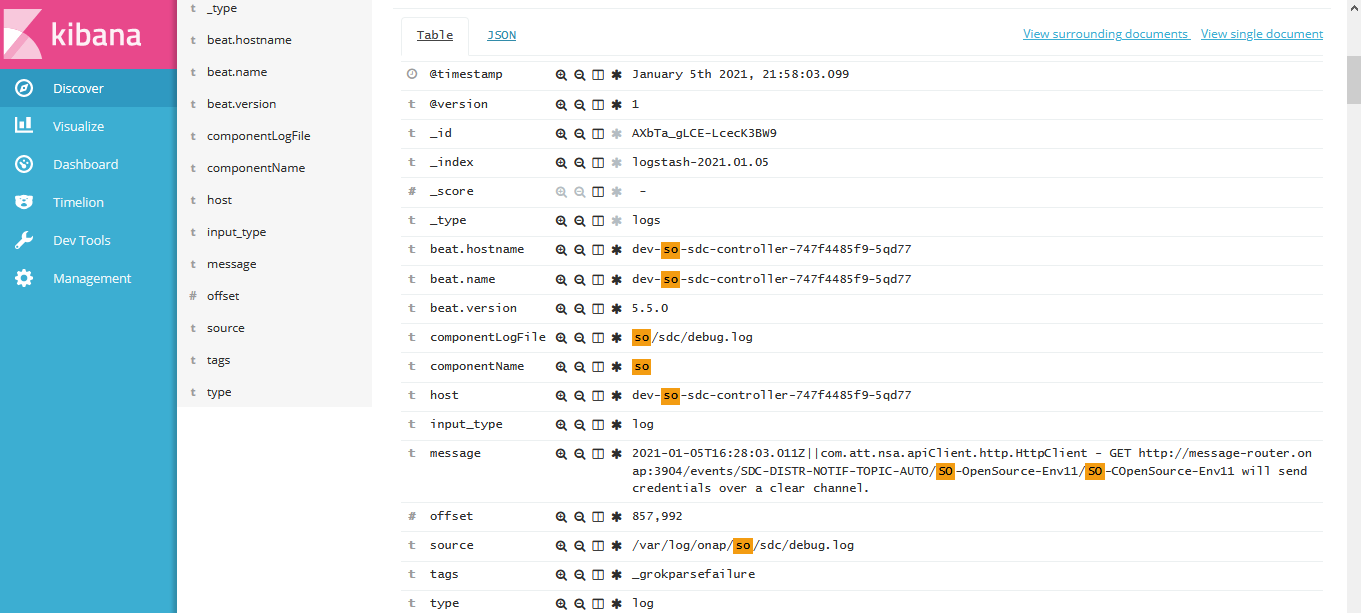 kibana
Discover
Visualize
Dashboard
Timelion
Dev Tools
Management
t _type
t beat.hostname
t beat.name
t beat.version
t componentLogFile
t componentName
t host
t input_type
t message
# offset
t source
t tags
t type
Table JSON View surrounding documents View single document
@timestamp January 5th 2021, 21:58:03.099
t @version 1
t _id AXbTa_gLCE-LcecK3BW9
t _index logstash-2021.01.05
# _score -
t _type logs
t beat.hostname dev-so-sdc-controller-747f4485f9-5qd77
t beat.name dev-so-sdc-controller-747f4485f9-5qd77
t beat.version 5.5.0
t componentLogFile so/sdc/debug.log
t componentName so
t host dev-so-sdc-controller-747f4485f9-5qd77
t input_type log
t message 2021-01-05T16:28:03.011Z||com.att.nsa.apiClient.http.HttpClient - GET http://message-router.on
ap:3904/events/SDC-DISTR-NOTIF-TOPIC-AUTO/SO-OpenSource-Env11/SO-COpenSource-Env11 will send
credentials over a clear channel.
# offset 857,992
t source /var/log/onap/so/sdc/debug.log
t tags _grokparsefailure
t type log